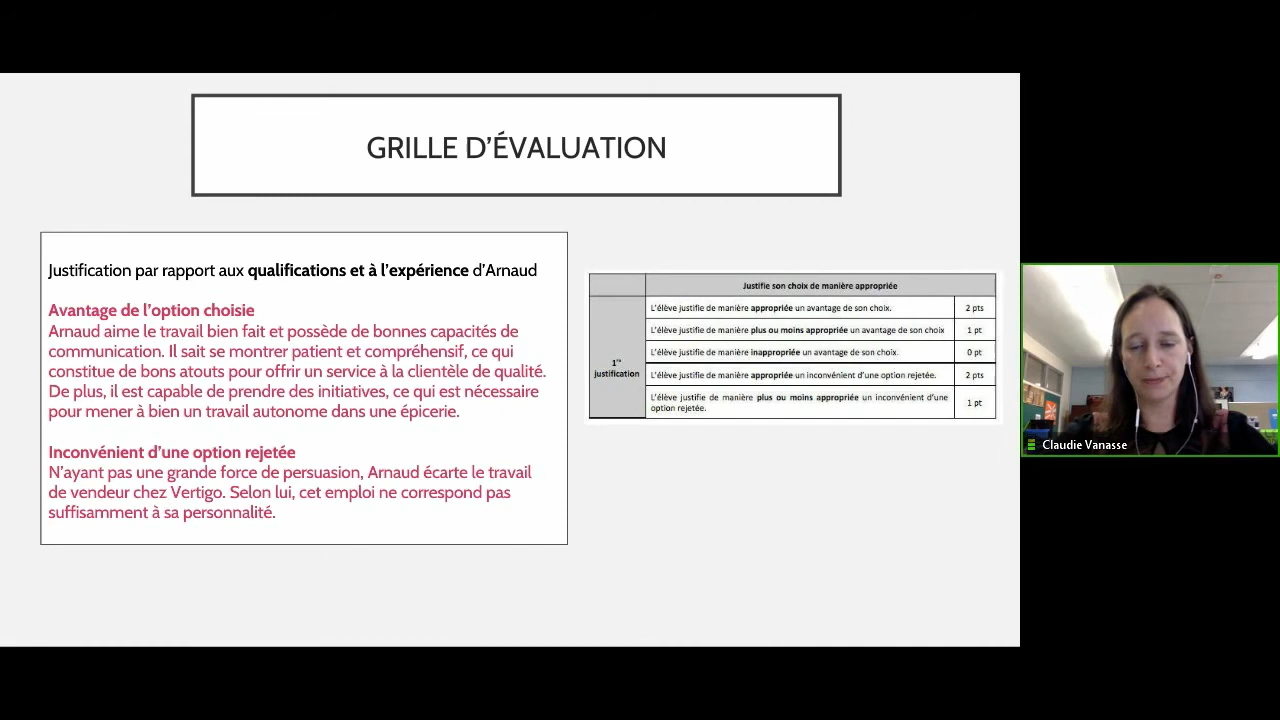 GRILLE D'ÉVALUATION
Justification par rapport aux qualifications et à l'expérience d'Arnaud
Avantage de l'option choisie
Arnaud aime le travail bien fait et possède de bonnes capacités de
communication. Il sait se montrer patient et compréhensif, ce qui
constitue de bons atouts pour offrir un service à la clientèle de qualité.
De plus, il est capable de prendre des initiatives, ce qui est nécessaire
pour mener à bien un travail autonome dans une épicerie.
Inconvénient d'une option rejetée
N'ayant pas une grande force de persuasion, Arnaud écarte le travail
de vendeur chez Vertigo. Selon lui, cet emploi ne correspond pas
suffisamment à sa personnalité.
Justifie son choix de manière appropriée
1re
justification
L'élève justifie de manière appropriée un avantage de son choix. 2 pts
L'élève justifie de manière plus ou moins appropriée un avantage de son choix 1 pt
L'élève justifie de manière inappropriée un avantage de son choix. 0 pt
L'élève justifie de manière appropriée un inconvénient d'une option rejetée. 2 pts
L'élève justifie de manière plus ou moins appropriée un inconvénient d'une
option rejetée. 1 pt
Claudie Vanasse